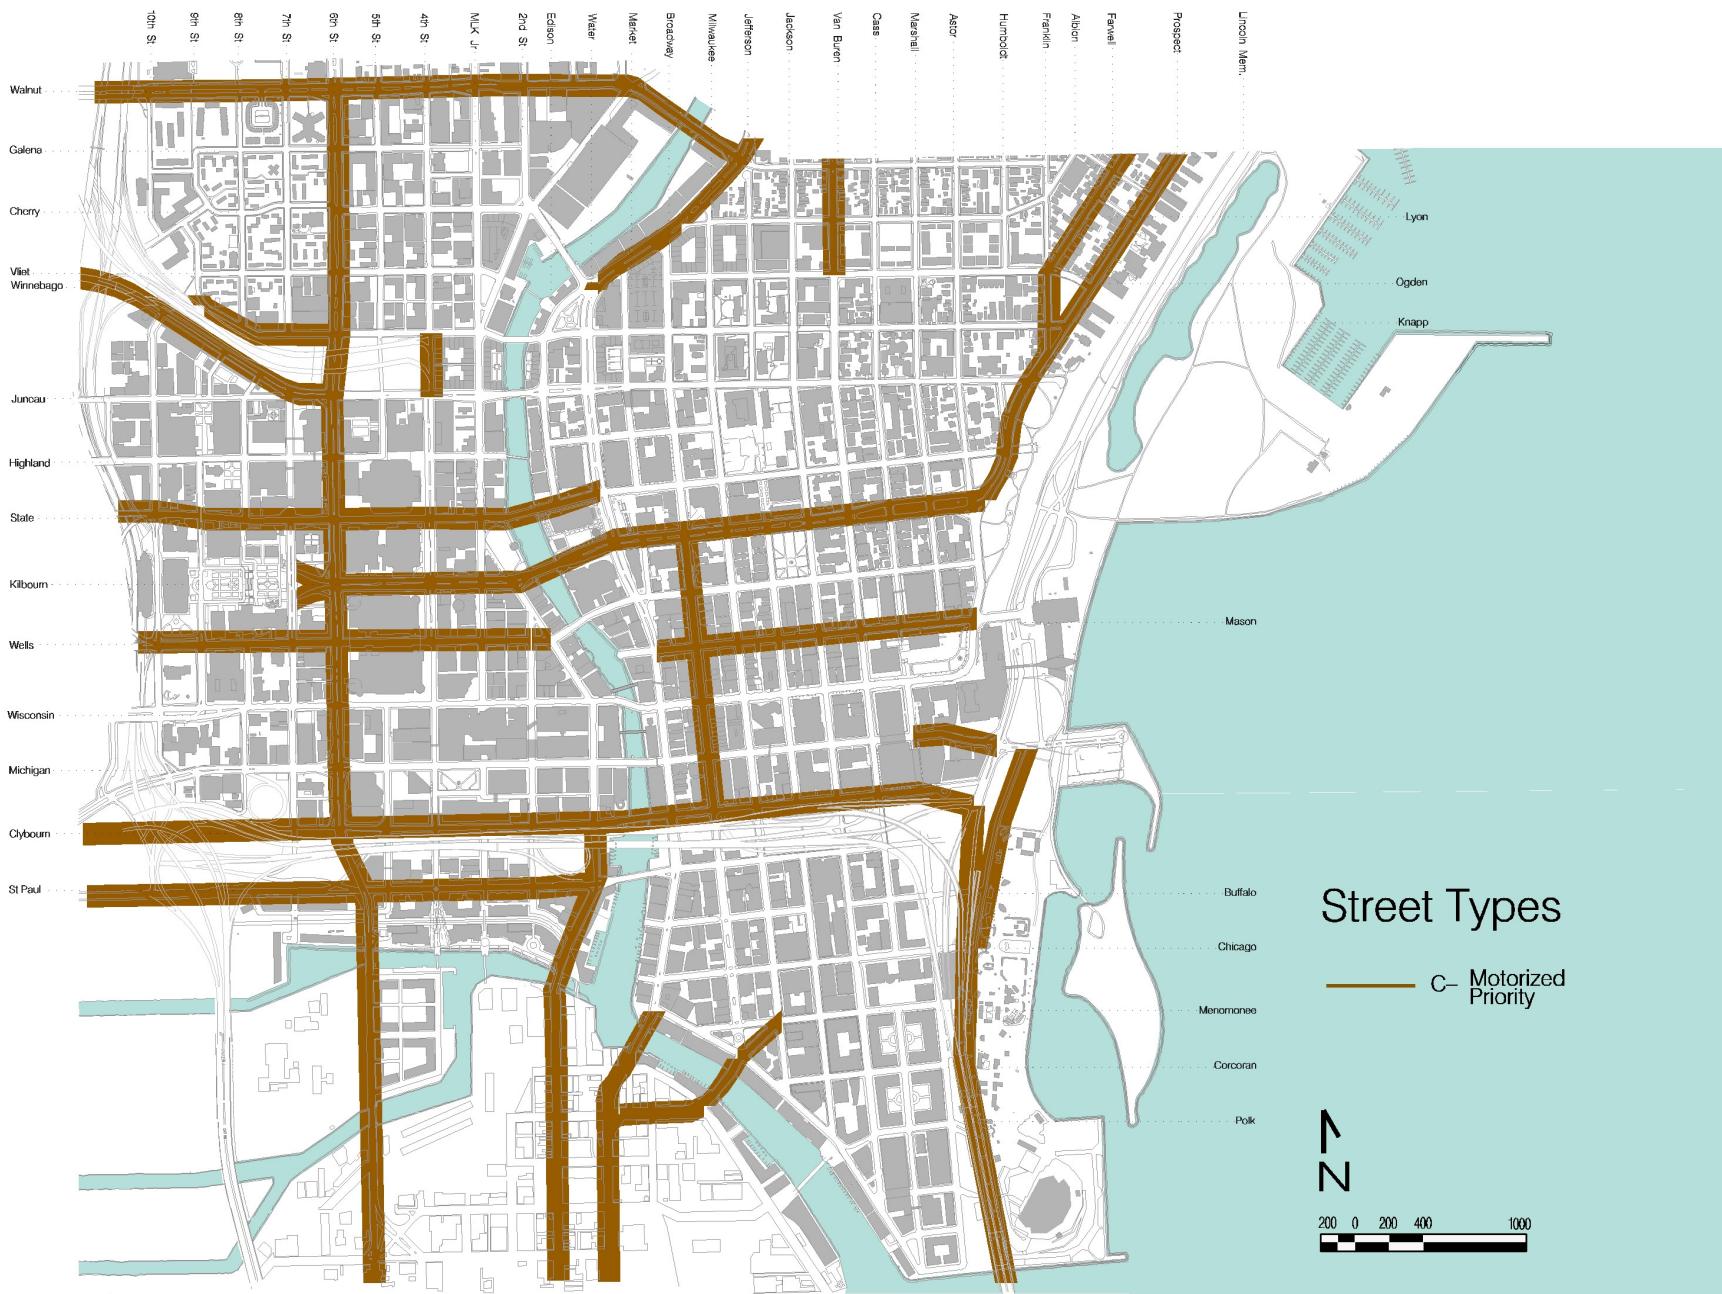 10th St
9th St
8th St
7th St
6th St
5th St
4th St
MLK Jr
2nd St
Edison
Water
Market
Broadway
Milwaukee
Jefferson
Jackson
Van Buren
Cass
Marshall
Astor
Humboldt
Franklin
Albion
Farwell
Prospect
Lincoln Mem.
Walnut
Galena
Cherry
Vliet
Winnebago
Juneau
Highland
State
Kilbourn
Wells
Wisconsin
Michigan
Clybourn
St Paul
Lyon
Ogden
Knapp
Mason
Buffalo
Chicago
Menomonee
Corcoran
Polk
Street Types
C– Motorized
Priority
N
200 0 200 400 1000